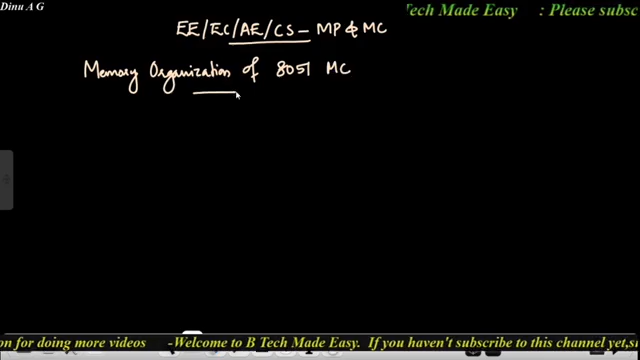 Dinu A G
Tech Made Easy : Please subsc
EE/EC/AE/CS - MP & MC
Memory Organization of 8051 MC
on for doing more videos -Welcome to B Tech Made Easy. If you haven't subscribe to this channel yet,s